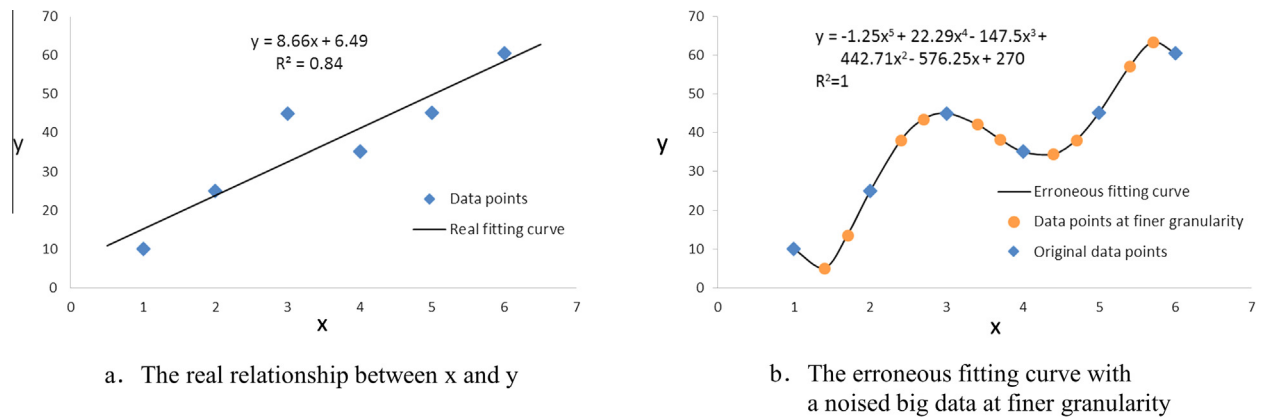 70
60
50
40
30
20
10
0
y
y = 8.66x + 6.49
R² = 0.84
Data points
Real fitting curve
0 1 2 3 4 5 6 7
x
a. The real relationship between x and y
70
60
50
40
30
20
10
0
y
y = -1.25x⁵ + 22.29x⁴ - 147.5x³ +
442.71x² - 576.25x + 270
R²=1
Erroneous fitting curve
Data points at finer granularity
Original data points
0 1 2 3 4 5 6 7
x
b. The erroneous fitting curve with
a noised big data at finer granularity